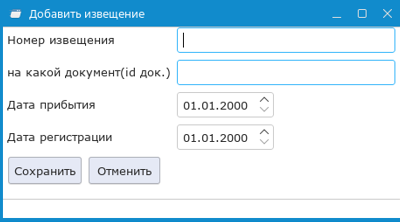 Добавить извещение
Номер извещения
на какой документ(id док.)
Дата прибытия 01.01.2000
Дата регистрации 01.01.2000
Сохранить Отменить